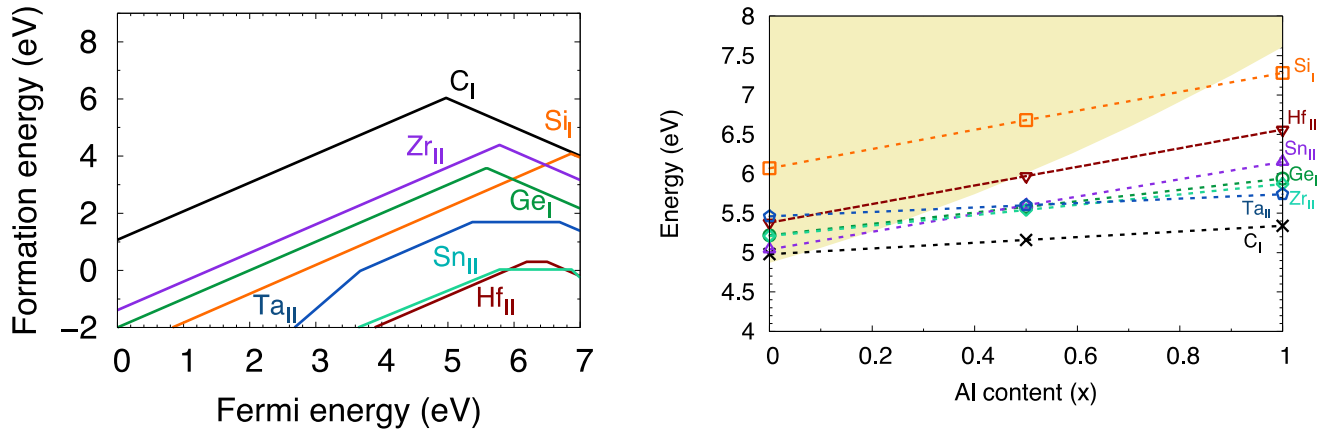 Formation energy (eV)
8
6
4
2
0
−2
C_I
Si_I
Zr_II
Ge_I
Sn_II
Ta_II
Hf_II
0 1 2 3 4 5 6 7
Fermi energy (eV)
Energy (eV)
8
7.5
7
6.5
6
5.5
5
4.5
4
Si_I
Hf_II
Sn_II
Ge_I
Zr_II
Ta_II
C_I
0 0.2 0.4 0.6 0.8 1
Al content (x)